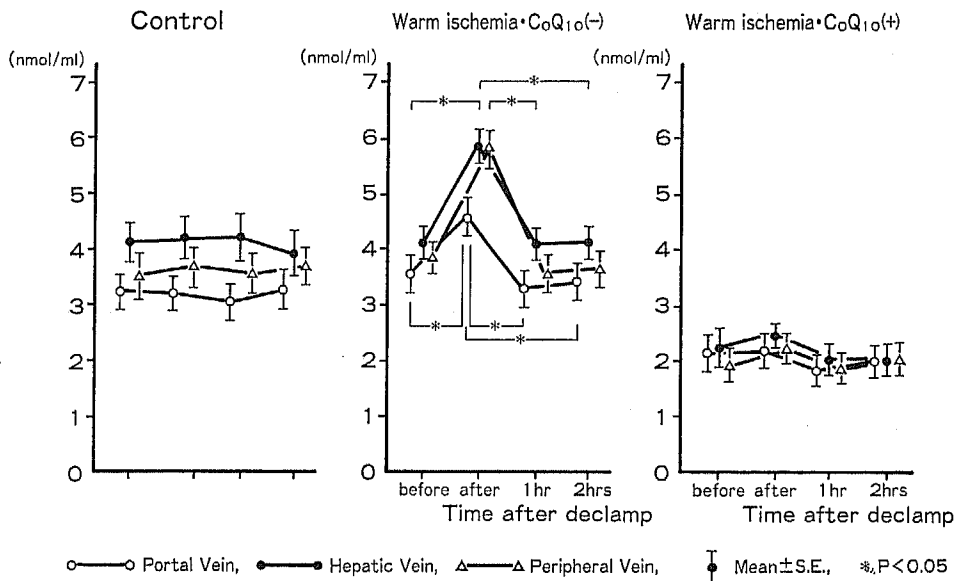 Control
Warm ischemia・CoQ10(−)
Warm ischemia・CoQ10(+)
(nmol/ml)
(nmol/ml)
(nmol/ml)
7
6
5
4
3
2
1
0
7
6
5
4
3
2
1
0
7
6
5
4
3
2
1
0
*
*
*
*
*
*
before after 1hr 2hrs
Time after declamp
before after 1hr 2hrs
Time after declamp
Portal Vein, Hepatic Vein, Peripheral Vein, Mean±S.E., *, P<0.05